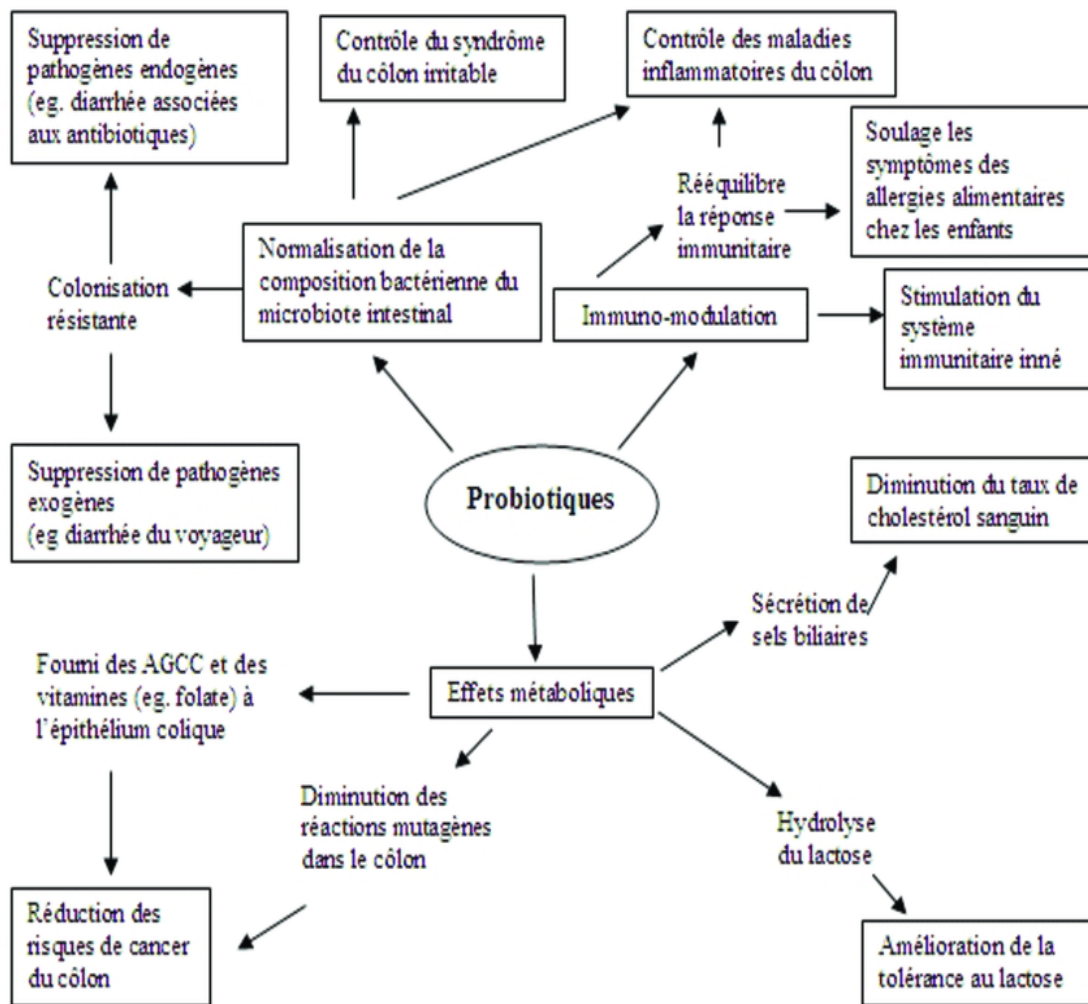 Suppression de
pathogènes endogènes
(eg. diarrhée associées
aux antibiotiques)
Contrôle du syndrôme
du côlon irritable
Contrôle des maladies
inflammatoires du côlon
Soulage les
symptômes des
allergies alimentaires
chez les enfants
Rééquilibre
la réponse
immunitaire
Normalisation de la
composition bactérienne du
microbiote intestinal
Colonisation
résistante
Immuno-modulation
Stimulation du
système
immunitaire inné
Suppression de pathogènes
exogènes
(eg diarrhée du voyageur)
Probiotiques
Diminution du taux de
cholestérol sanguin
Sécrétion de
sels biliaires
Fourni des AGCC et des
vitamines (eg. folate) à
l'épithélium colique
Effets métaboliques
Diminution des
réactions mutagènes
dans le côlon
Hydrolyse
du lactose
Réduction des
risques de cancer
du côlon
Amélioration de la
tolérance au lactose